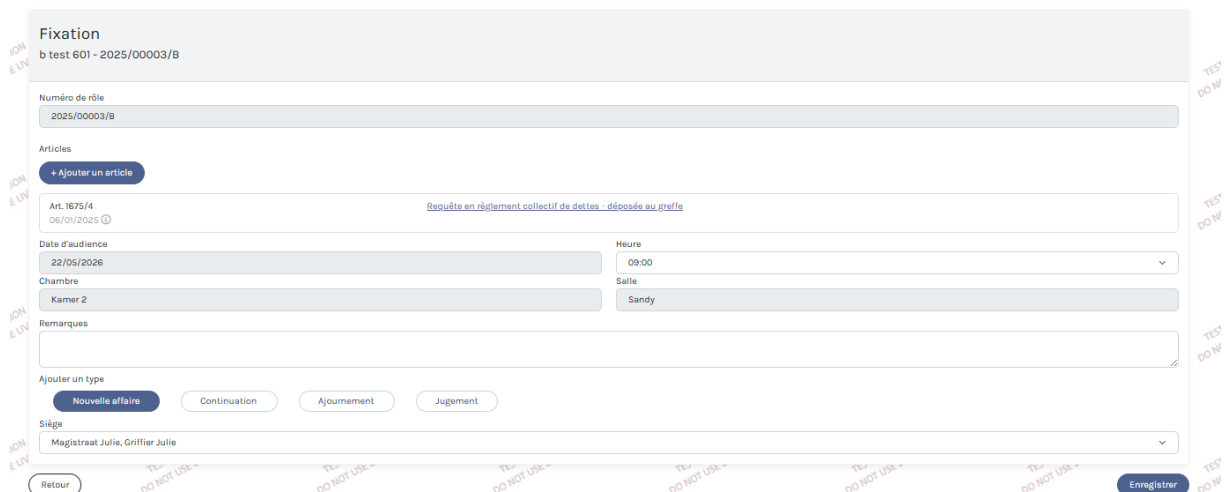 Fixation
b test 601 - 2025/00003/B
Numéro de rôle
2025/00003/B
Articles
+ Ajouter un article
Art. 1675/4
Requête en règlement collectif de dettes - déposée au greffe
06/01/2025
Date d'audience
Heure
22/05/2026
09:00
Chambre
Salle
Kamer 2
Sandy
Remarques
Ajouter un type
Nouvelle affaire
Continuation
Ajournement
Jugement
Siège
Magistraat Julie, Griffier Julie
Retour
Enregistrer
DO NOT USE